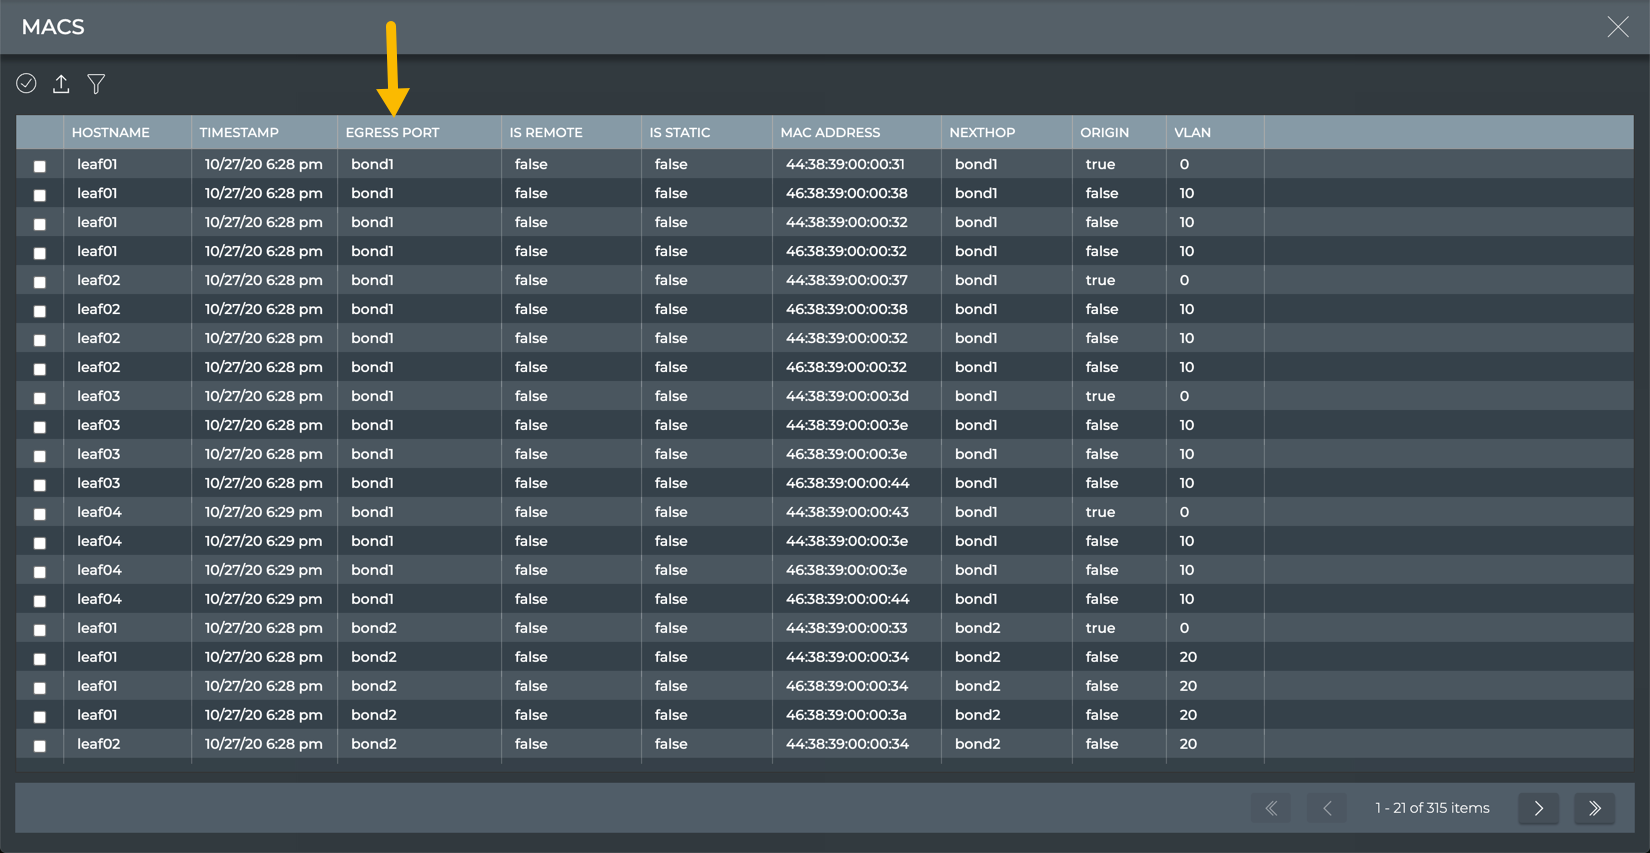 MACS
HOSTNAME TIMESTAMP EGRESS PORT IS REMOTE IS STATIC MAC ADDRESS NEXTHOP ORIGIN VLAN
leaf01 10/27/20 6:28 pm bond1 false false 44:38:39:00:00:31 bond1 true 0
leaf01 10/27/20 6:28 pm bond1 false false 46:38:39:00:00:38 bond1 false 10
leaf01 10/27/20 6:28 pm bond1 false false 44:38:39:00:00:32 bond1 false 10
leaf01 10/27/20 6:28 pm bond1 false false 46:38:39:00:00:32 bond1 false 10
leaf02 10/27/20 6:28 pm bond1 false false 44:38:39:00:00:37 bond1 true 0
leaf02 10/27/20 6:28 pm bond1 false false 46:38:39:00:00:38 bond1 false 10
leaf02 10/27/20 6:28 pm bond1 false false 44:38:39:00:00:32 bond1 false 10
leaf02 10/27/20 6:28 pm bond1 false false 46:38:39:00:00:32 bond1 false 10
leaf03 10/27/20 6:28 pm bond1 false false 44:38:39:00:00:3d bond1 true 0
leaf03 10/27/20 6:28 pm bond1 false false 44:38:39:00:00:3e bond1 false 10
leaf03 10/27/20 6:28 pm bond1 false false 46:38:39:00:00:3e bond1 false 10
leaf03 10/27/20 6:28 pm bond1 false false 46:38:39:00:00:44 bond1 false 10
leaf04 10/27/20 6:29 pm bond1 false false 44:38:39:00:00:43 bond1 true 0
leaf04 10/27/20 6:29 pm bond1 false false 44:38:39:00:00:3e bond1 false 10
leaf04 10/27/20 6:29 pm bond1 false false 46:38:39:00:00:3e bond1 false 10
leaf04 10/27/20 6:29 pm bond1 false false 46:38:39:00:00:44 bond1 false 10
leaf01 10/27/20 6:28 pm bond2 false false 44:38:39:00:00:33 bond2 true 0
leaf01 10/27/20 6:28 pm bond2 false false 44:38:39:00:00:34 bond2 false 20
leaf01 10/27/20 6:28 pm bond2 false false 46:38:39:00:00:34 bond2 false 20
leaf01 10/27/20 6:28 pm bond2 false false 46:38:39:00:00:3a bond2 false 20
leaf02 10/27/20 6:28 pm bond2 false false 44:38:39:00:00:34 bond2 false 20
1 - 21 of 315 items